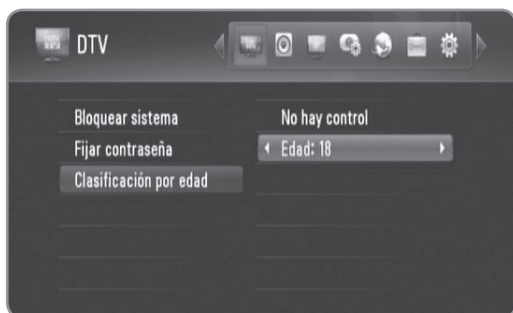 DTV
Bloquear sistema
No hay control
Fijar contraseña
Edad: 18
Clasificación por edad